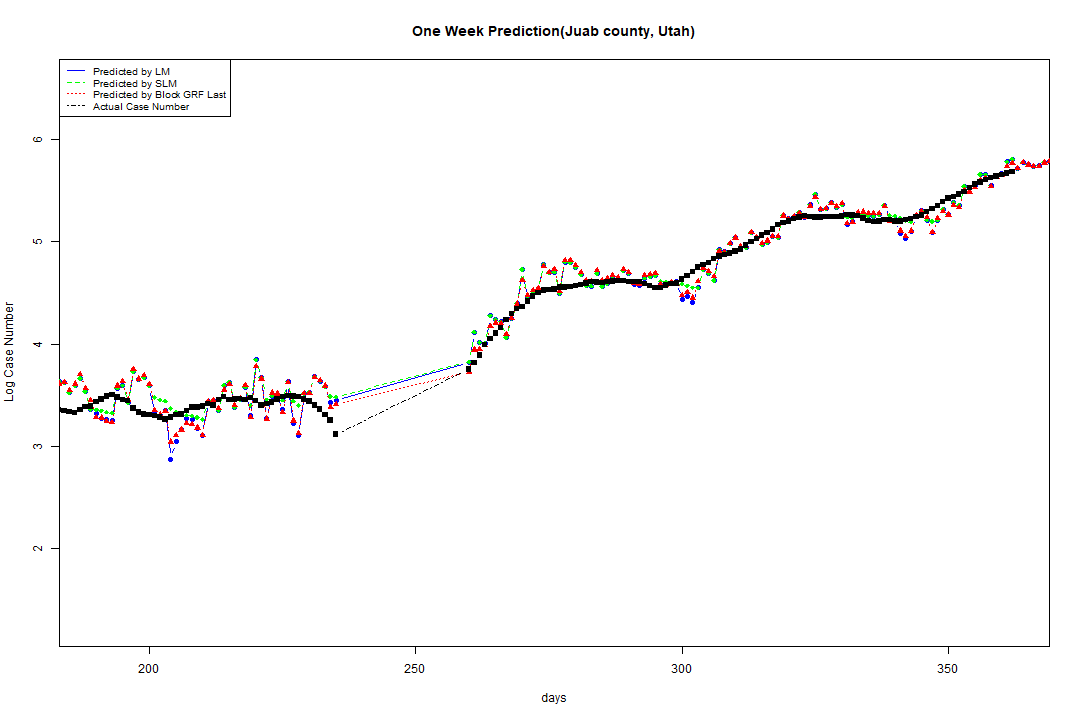 One Week Prediction(Juab county, Utah)
Predicted by LM
Predicted by SLM
Predicted by Block GRF Last
Actual Case Number
6
5
4
3
2
Log Case Number
200 250 300 350
days